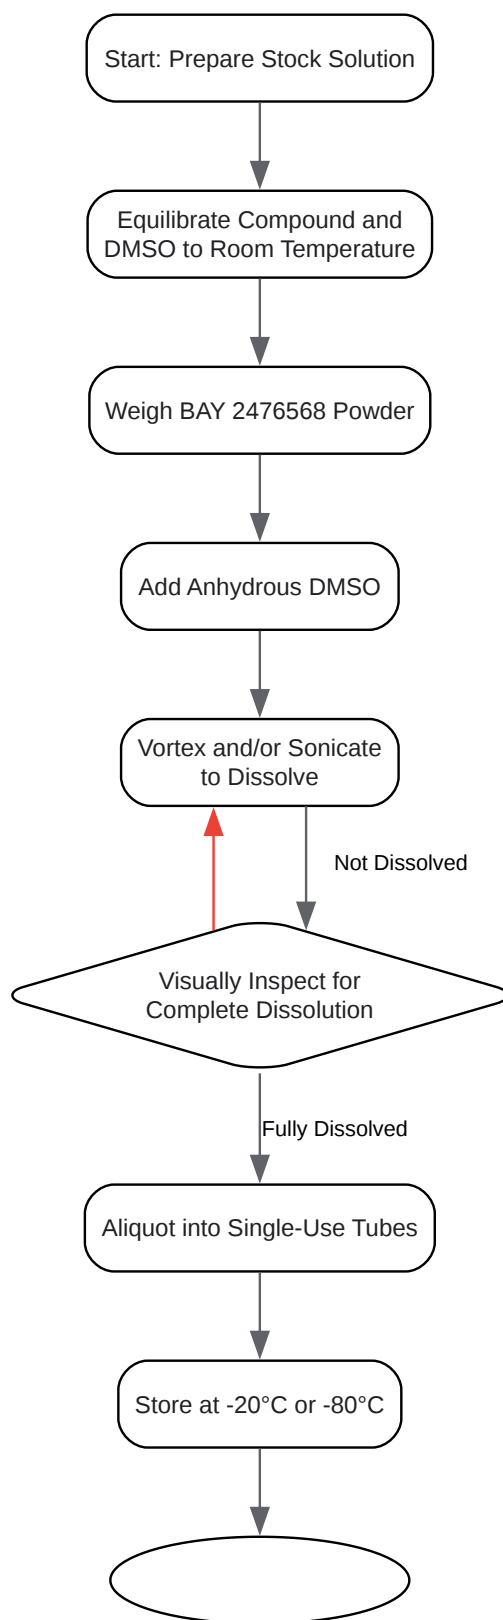 Start: Prepare Stock Solution
Equilibrate Compound and
DMSO to Room Temperature
Weigh BAY 2476568 Powder
Add Anhydrous DMSO
Vortex and/or Sonicate
to Dissolve
Not Dissolved
Visually Inspect for
Complete Dissolution
Fully Dissolved
Aliquot into Single-Use Tubes
Store at -20°C or -80°C